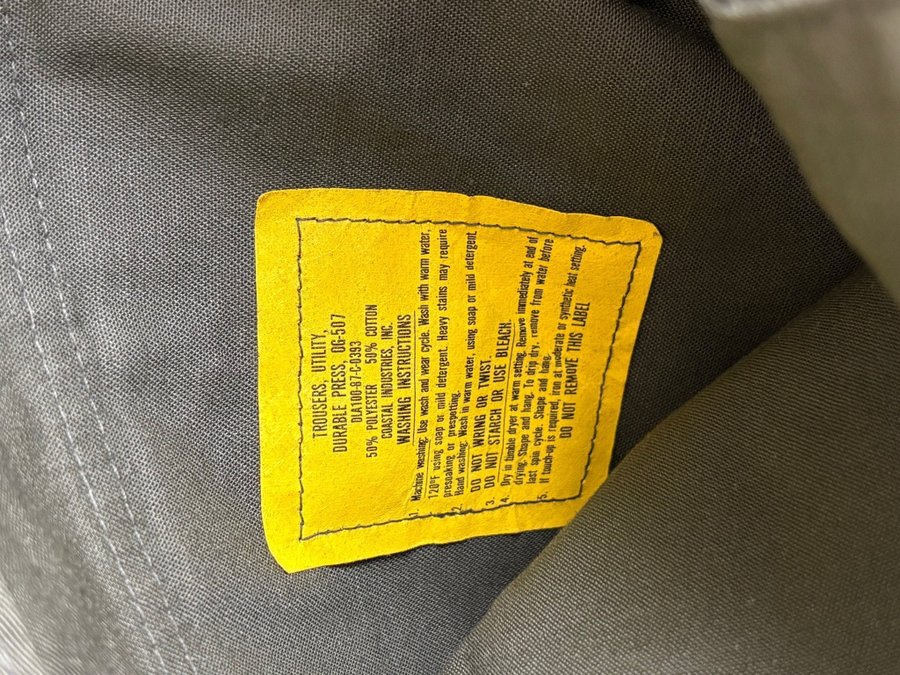 TROUSERS, UTILITY,
DURABLE PRESS, OG-507
DLA100-87-C-0393
50% POLYESTER 50% COTTON
COASTAL INDUSTRIES, INC.
WASHING INSTRUCTIONS
1. Machine washing: Use wash and wear cycle. Wash with warm water,
120°F using soap or mild detergent. Heavy stains may require
presoaking or prespotting.
2. Hand washing: Wash in warm water, using soap or mild detergent.
DO NOT WRING OR TWIST.
3. DO NOT STARCH OR USE BLEACH.
4. Dry in tumble dryer at warm setting. Remove immediately at end of
drying: Shape and hang. To drip dry, remove from water before
last spin cycle. Shape and hang.
5. If touch-up is required, iron at moderate or synthetic heat setting.
DO NOT REMOVE THIS LABEL